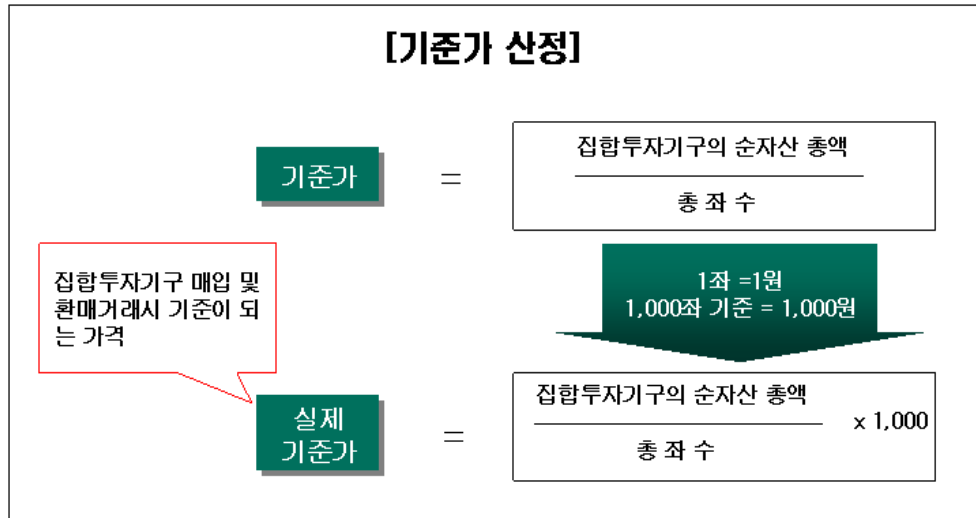 [기준가 산정]
기준가
=
집합투자기구의 순자산 총액
총 좌 수
집합투자기구 매입 및
환매거래시 기준이 되
는 가격
1좌 =1원
1,000좌 기준 = 1,000원
실제
기준가
=
집합투자기구의 순자산 총액
총 좌 수
x 1,000